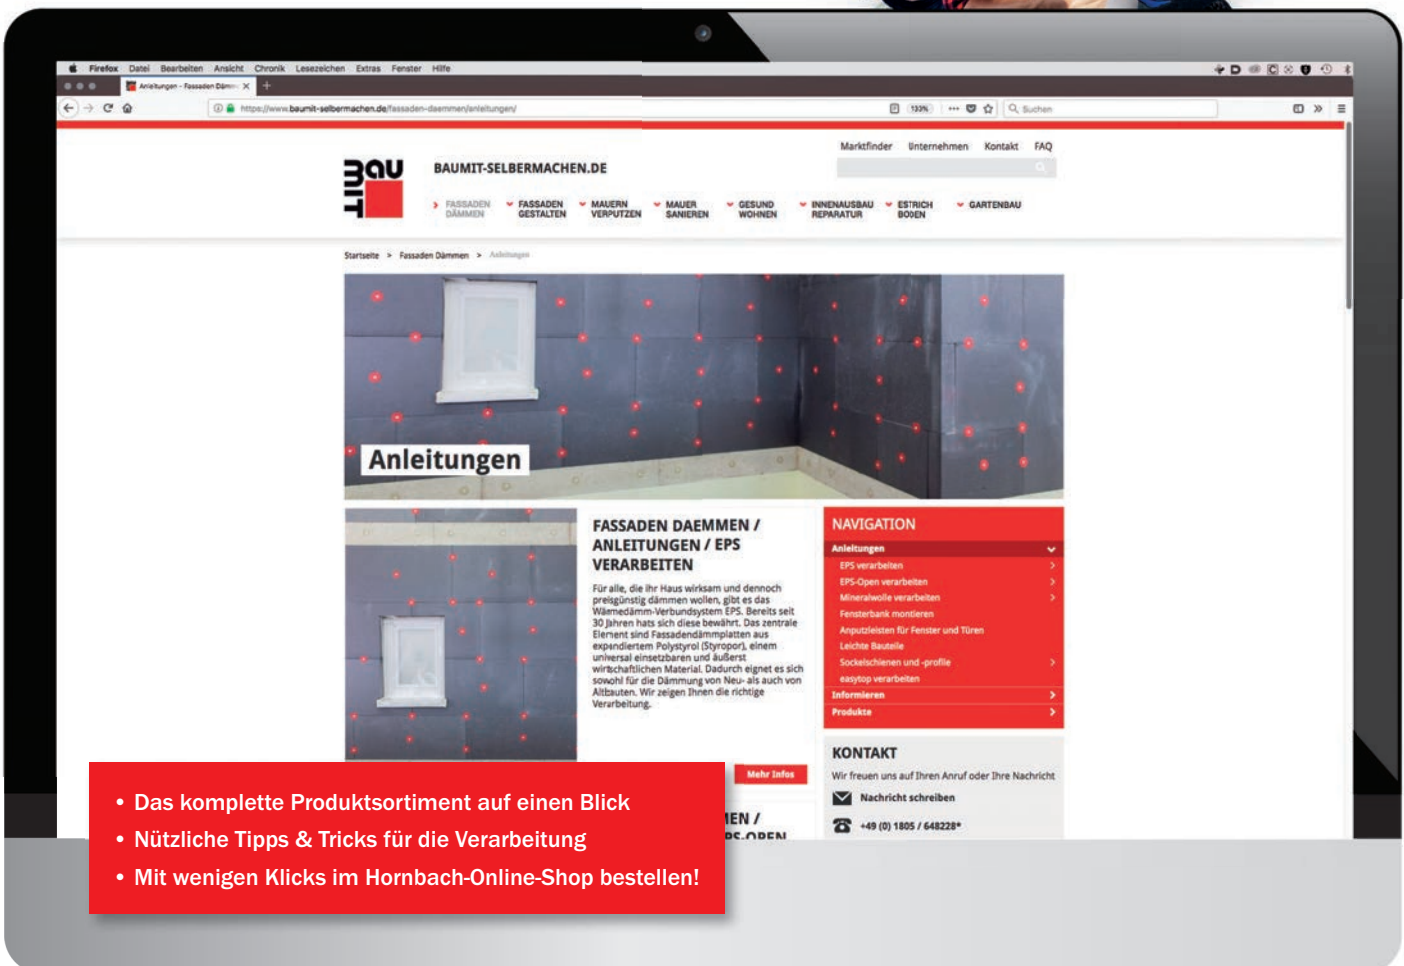 Firefox Datei Bearbeiten Ansicht Chronik Lesezeichen Extras Fenster Hilfe
Anleitungen - Fassaden Dämm
https://www.baumit-selbermachen.de/fassaden-daemmen/anleitungen/
133%
Suchen
Marktfinder Unternehmen Kontakt FAQ
BAUMIT
BAUMIT-SELBERMACHEN.DE
FASSADEN DÄMMEN
FASSADEN GESTALTEN
MAUERN VERPUTZEN
MAUER SANIEREN
GESUND WOHNEN
INNENAUSBAU REPARATUR
ESTRICH BODEN
GARTENBAU
Startseite > Fassaden Dämmen > Anleitungen
Anleitungen
FASSADEN DAEMMEN /
ANLEITUNGEN / EPS
VERARBEITEN
Für alle, die ihr Haus wirksam und dennoch
preisgünstig dämmen wollen, gibt es das
Wärmedämm-Verbundsystem EPS. Bereits seit
30 Jahren hats sich diese bewährt. Das zentrale
Element sind Fassadendämmplatten aus
expandiertem Polystyrol (Styropor), einem
universal einsetzbaren und äußerst
wirtschaftlichen Material. Dadurch eignet es sich
sowohl für die Dämmung von Neu- als auch von
Altbauten. Wir zeigen Ihnen die richtige
Verarbeitung.
Mehr Infos
NAVIGATION
Anleitungen
EPS verarbeiten
EPS-Open verarbeiten
Mineralwolle verarbeiten
Fensterbank montieren
Anputzleisten für Fenster und Türen
Leichte Bauteile
Sockelschienen und -profile
easytop verarbeiten
Informieren
Produkte
KONTAKT
Wir freuen uns auf Ihren Anruf oder Ihre Nachricht
Nachricht schreiben
+49 (0) 1805 / 648228*
• Das komplette Produktsortiment auf einen Blick
• Nützliche Tipps & Tricks für die Verarbeitung
• Mit wenigen Klicks im Hornbach-Online-Shop bestellen!